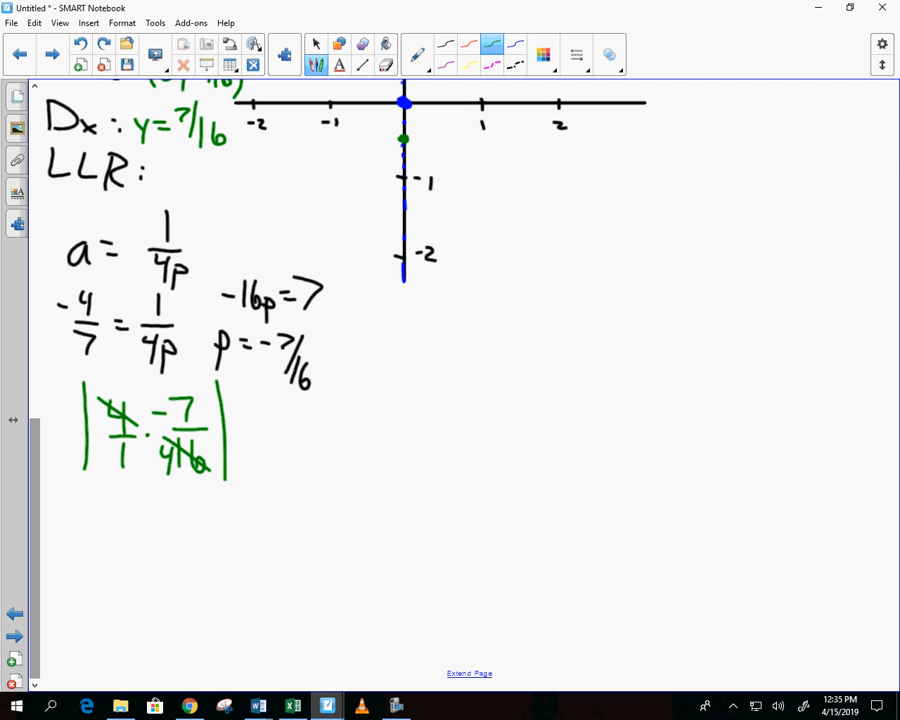 Untitled * - SMART Notebook
File Edit View Insert Format Tools Add-ons Help
Dx: y=7/16
-2 -1 1 2
LLR:
-1
-2
a = 1/4p
-4/7 = 1/4p
-16p=7
p=-7/16
|4/1 · -7/416|
Extend Page
12:35 PM
4/15/2019